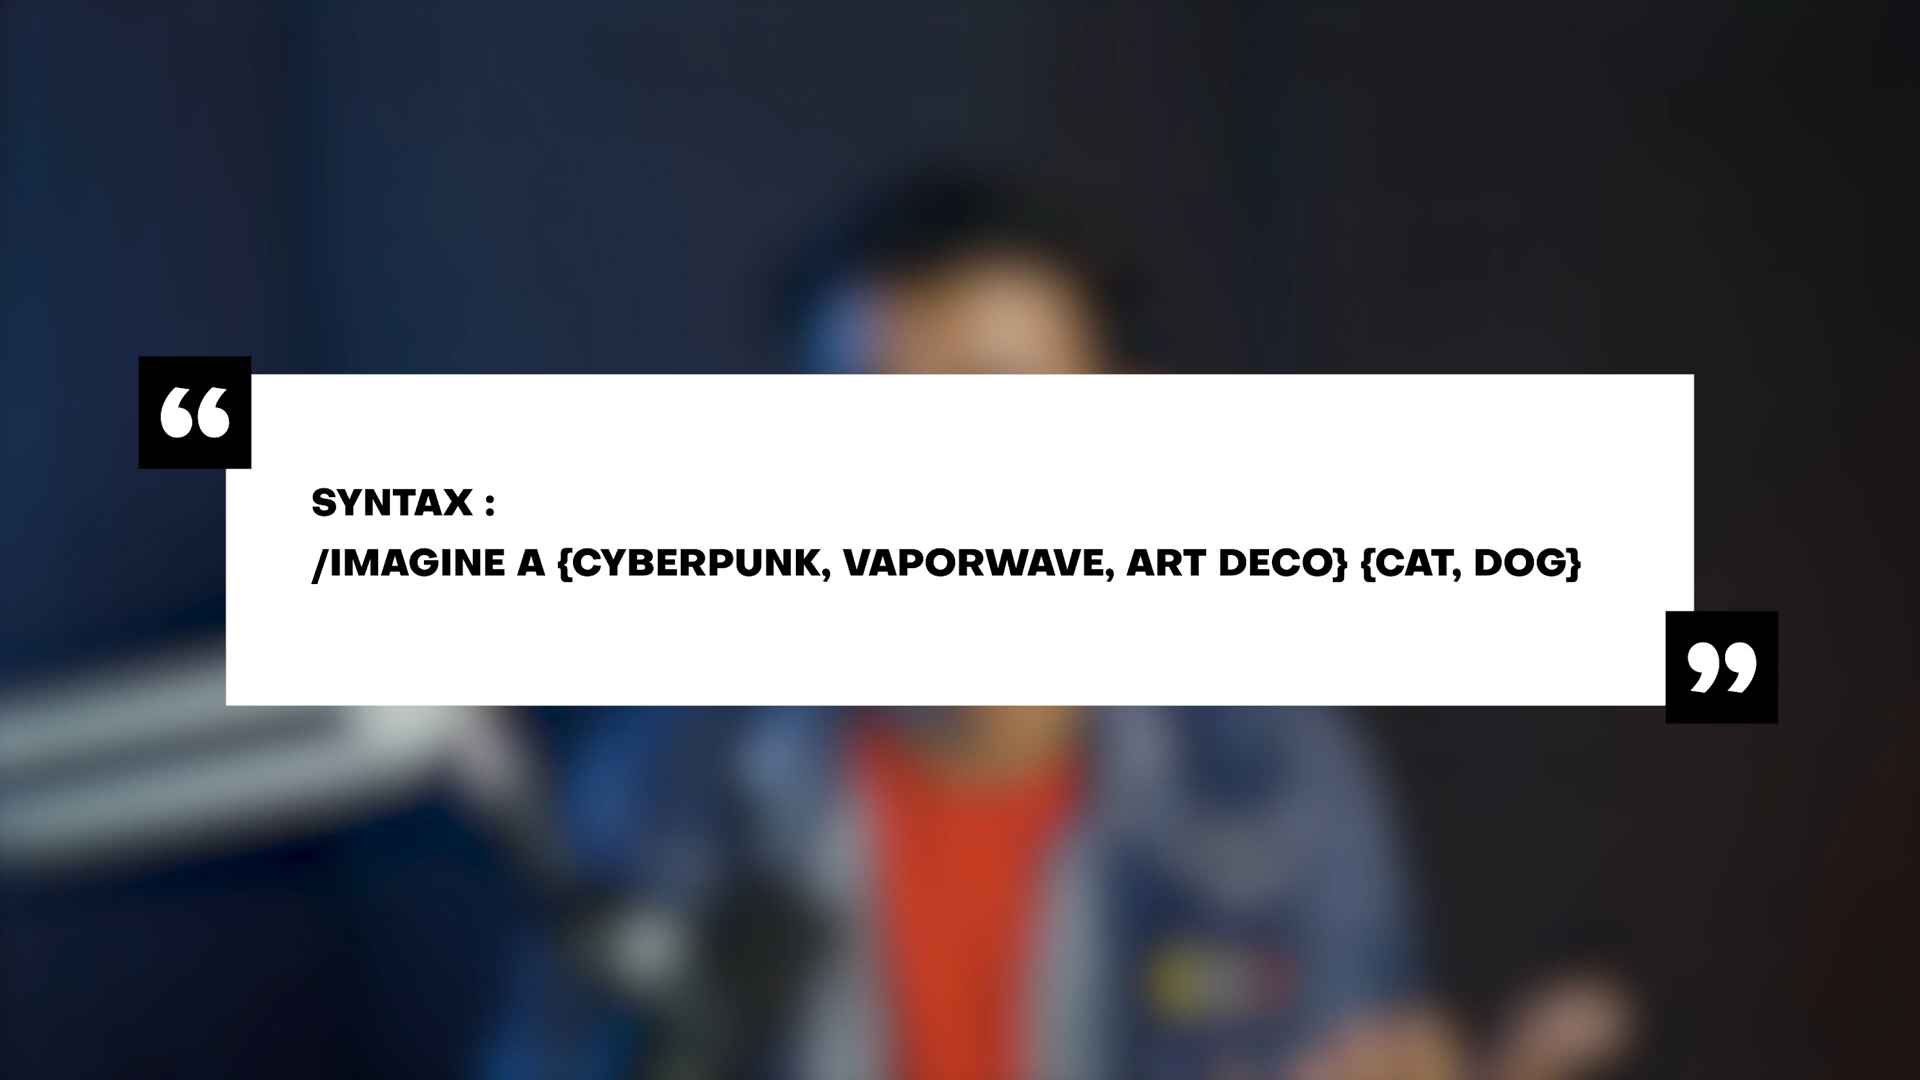 “
SYNTAX :
/IMAGINE A {CYBERPUNK, VAPORWAVE, ART DECO} {CAT, DOG}
”